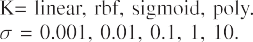 K= linear, rbf, sigmoid, poly.
σ = 0.001, 0.01, 0.1, 1, 10.